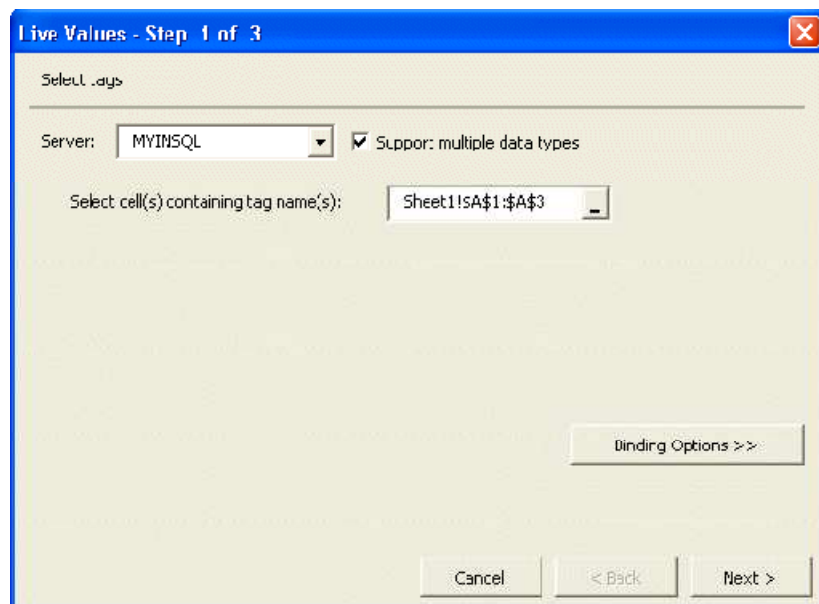 Live Values - Step 1 of 3
Select Tags
Server: MYINSQL Support multiple data types
Select cell(s) containing tag name(s): Sheet1!$A$1:$A$3
Binding Options >>
Cancel < Back Next >